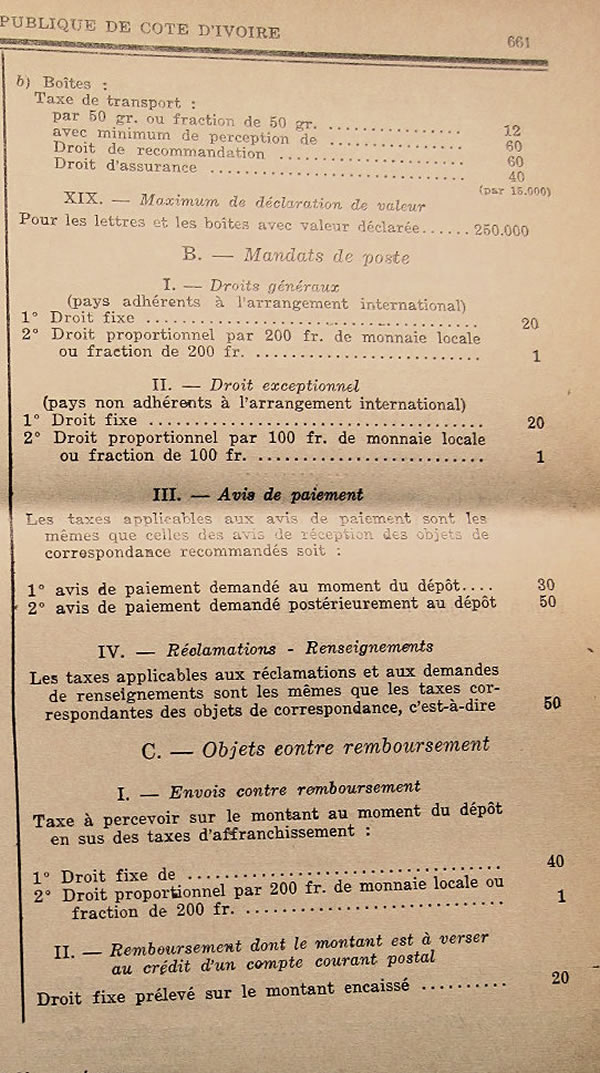 PUBLIQUE DE COTE D'IVOIRE
661
b) Boîtes :
Taxe de transport :
par 50 gr. ou fraction de 50 gr. .................. 12
avec minimum de perception de .................. 60
Droit de recommandation .................. 60
Droit d'assurance .................. 40
(par 15.000)
XIX. — Maximum de déclaration de valeur
Pour les lettres et les boîtes avec valeur déclarée...... 250.000
B. — Mandats de poste
I. — Droits généraux
(pays adhérents à l'arrangement international)
1° Droit fixe .................. 20
2° Droit proportionnel par 200 fr. de monnaie locale
ou fraction de 200 fr. .................. 1
II. — Droit exceptionnel
(pays non adhérents à l'arrangement international)
1° Droit fixe .................. 20
2° Droit proportionnel par 100 fr. de monnaie locale
ou fraction de 100 fr. .................. 1
III. — Avis de paiement
Les taxes applicables aux avis de paiement sont les
mêmes que celles des avis de réception des objets de
correspondance recommandés soit :
1° avis de paiement demandé au moment du dépôt.... 30
2° avis de paiement demandé postérieurement au dépôt 50
IV. — Réclamations - Renseignements
Les taxes applicables aux réclamations et aux demandes
de renseignements sont les mêmes que les taxes cor-
respondantes des objets de correspondance, c'est-à-dire 50
C. — Objets eontre remboursement
I. — Envois contre remboursement
Taxe à percevoir sur le montant au moment du dépôt
en sus des taxes d'affranchissement :
1° Droit fixe de .................. 40
2° Droit proportionnel par 200 fr. de monnaie locale ou
fraction de 200 fr. .................. 1
II. — Remboursement dont le montant est à verser
au crédit d'un compte courant postal
Droit fixe prélevé sur le montant encaissé .......... 20